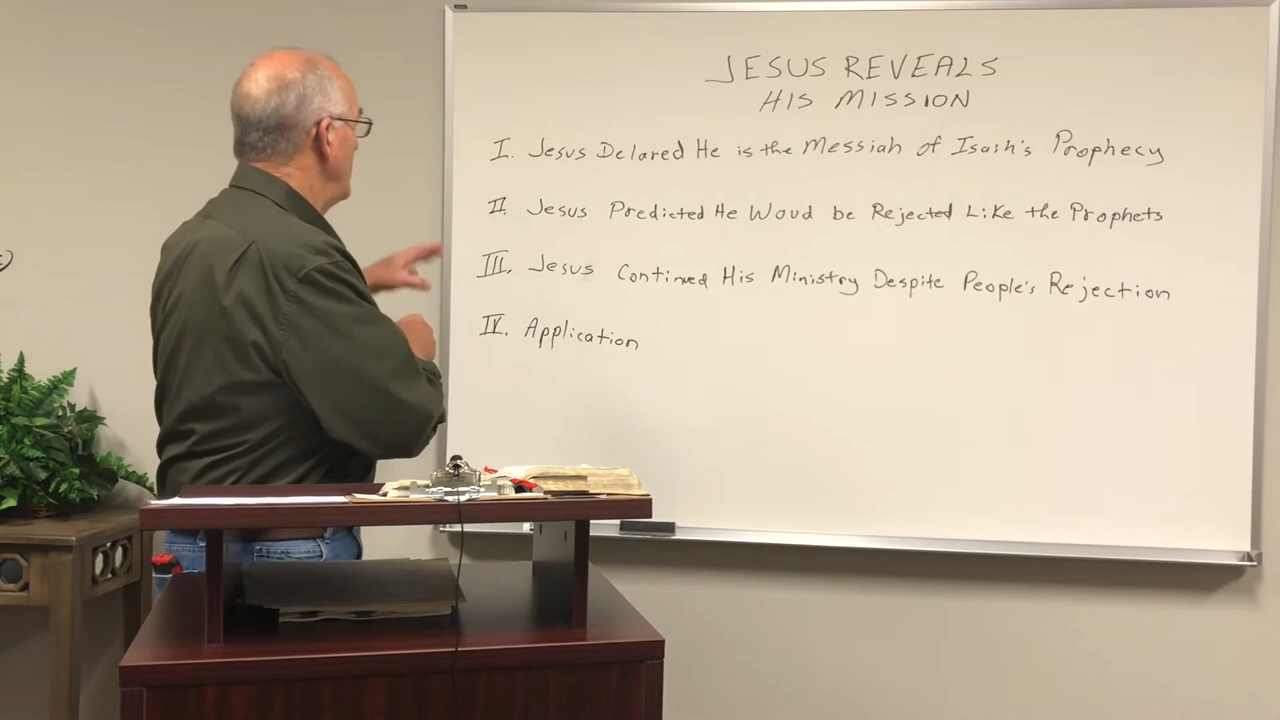 JESUS REVEALS
HIS MISSION
I. Jesus Delared He is the Messiah of Isaih's Prophecy
II. Jesus Predicted He Woud be Rejected Like the Prophets
III. Jesus Continued His Ministry Despite People's Rejection
IV. Application